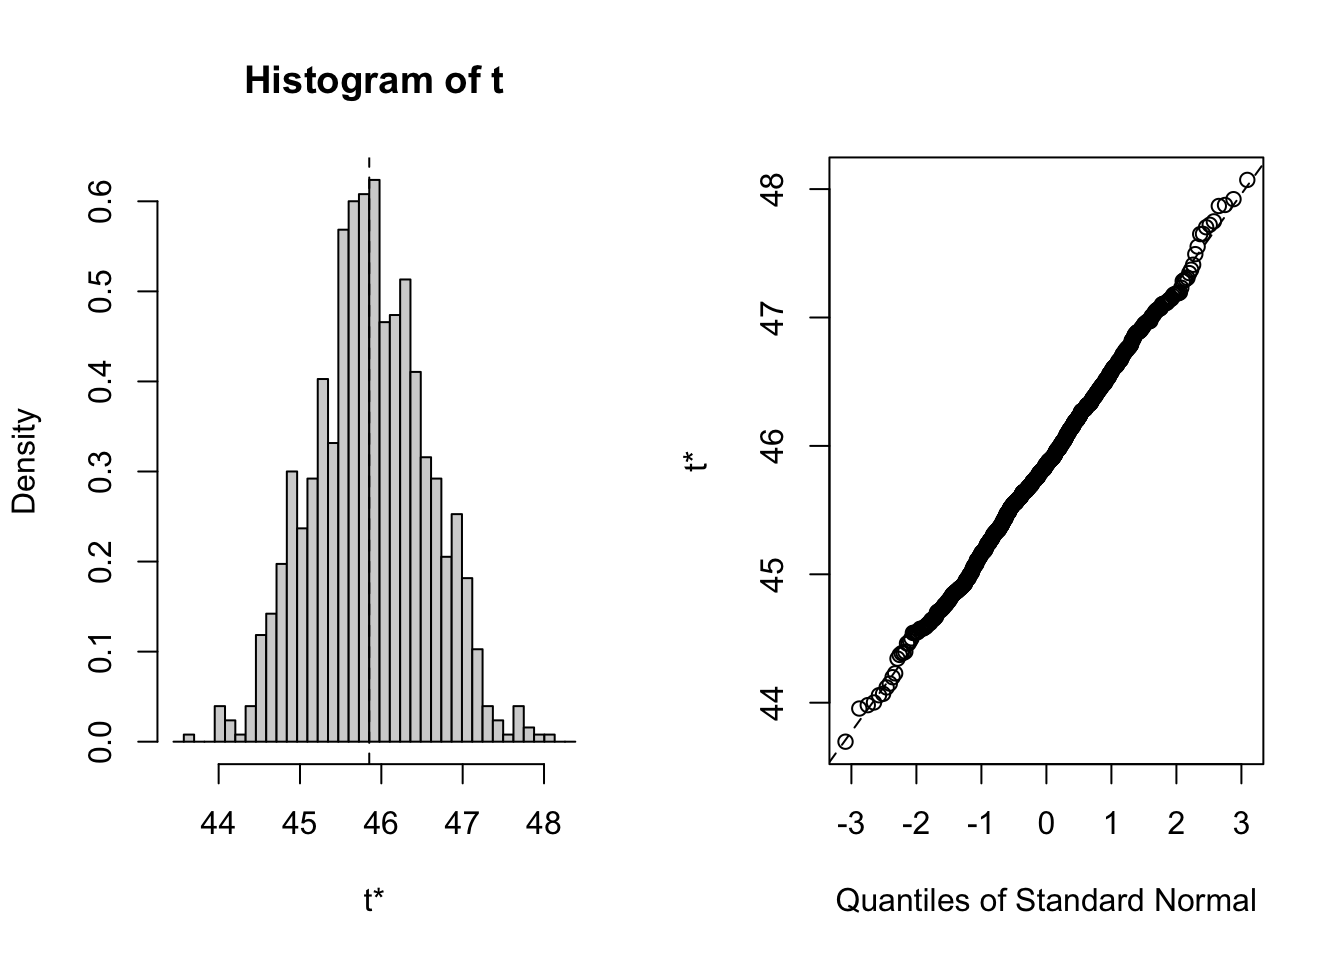 Histogram of t
Density
0.0 0.1 0.2 0.3 0.4 0.5 0.6
44 45 46 47 48
t*
t*
44 45 46 47 48
-3 -2 -1 0 1 2 3
Quantiles of Standard Normal